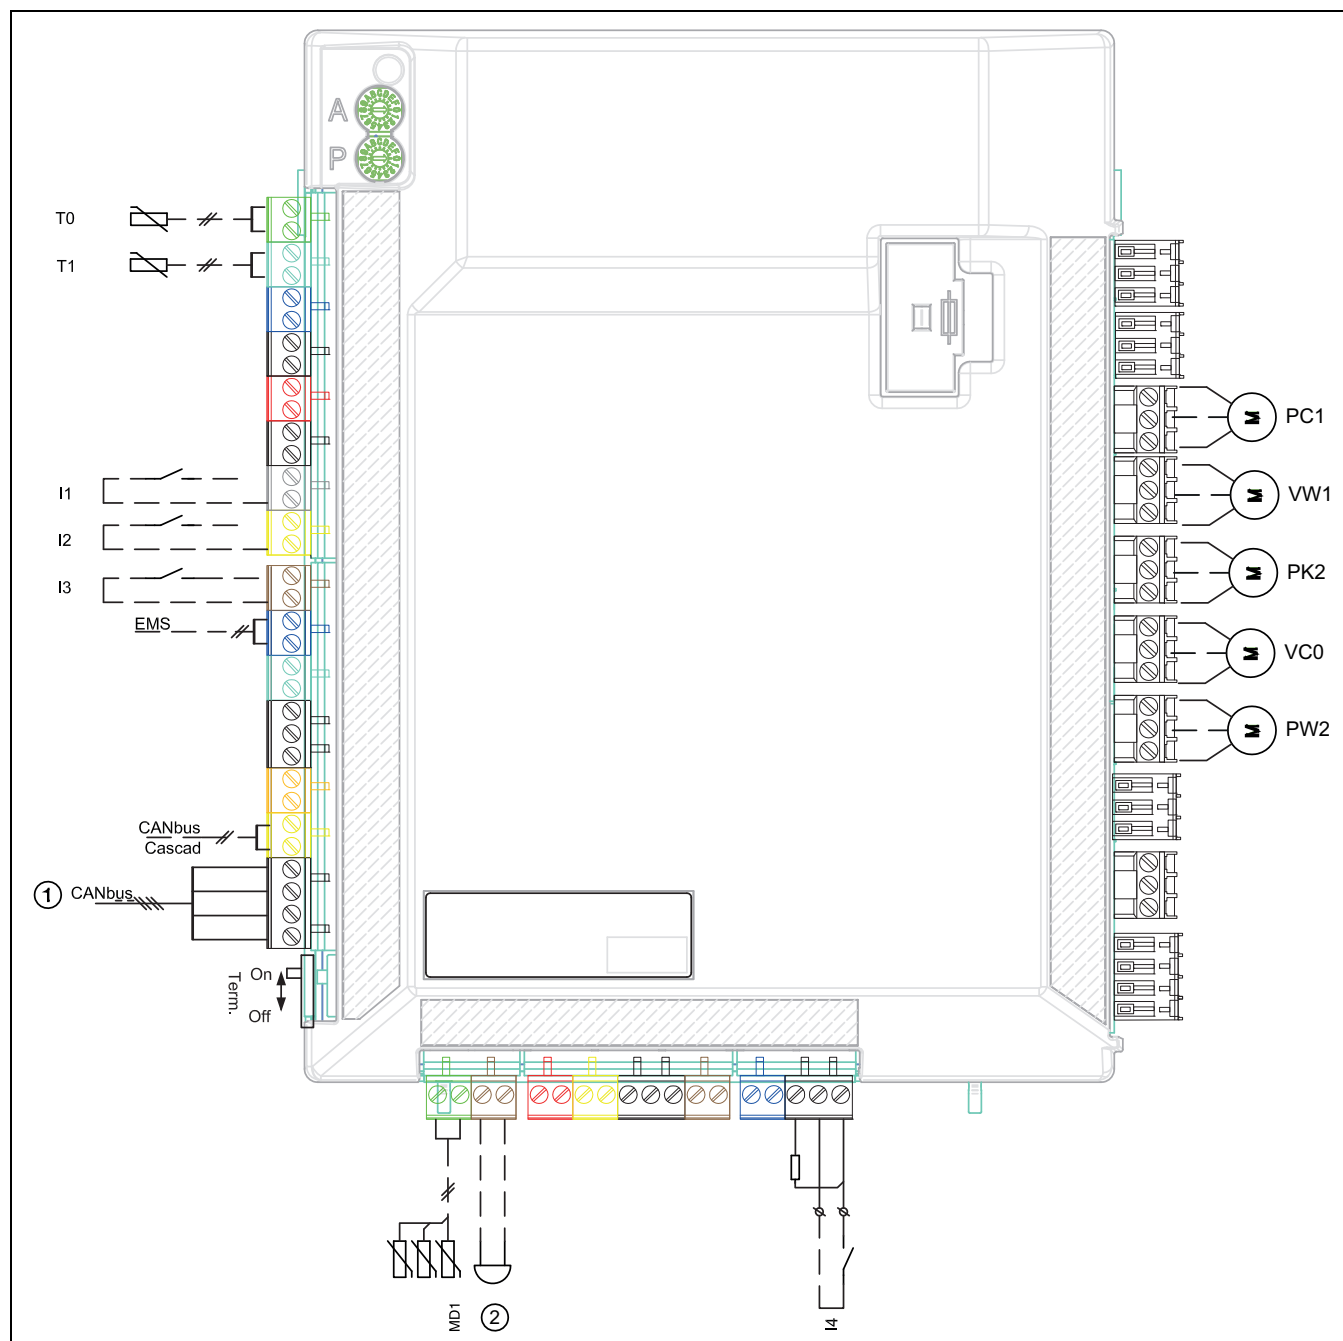 A
P
T0
T1
I1
I2
I3
EMS
CANbus
Cascad
1 CANbus
On
Off
Term.
M PC1
M VW1
M PK2
M VC0
M PW2
MD1
2
I4